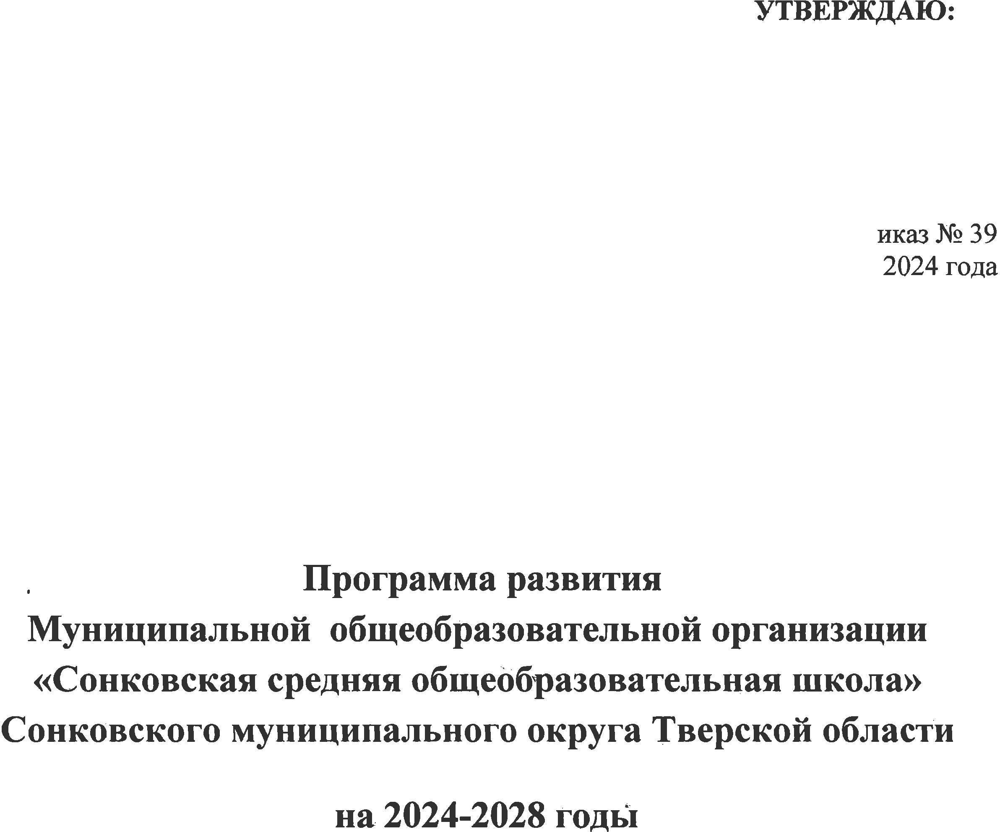 УТВЕРЖДАЮ:
иказ № 39
2024 года
Программа развития
Муниципальной общеобразовательной организации
«Сонковская средняя общеобразовательная школа»
Сонковского муниципального округа Тверской области
на 2024-2028 годы